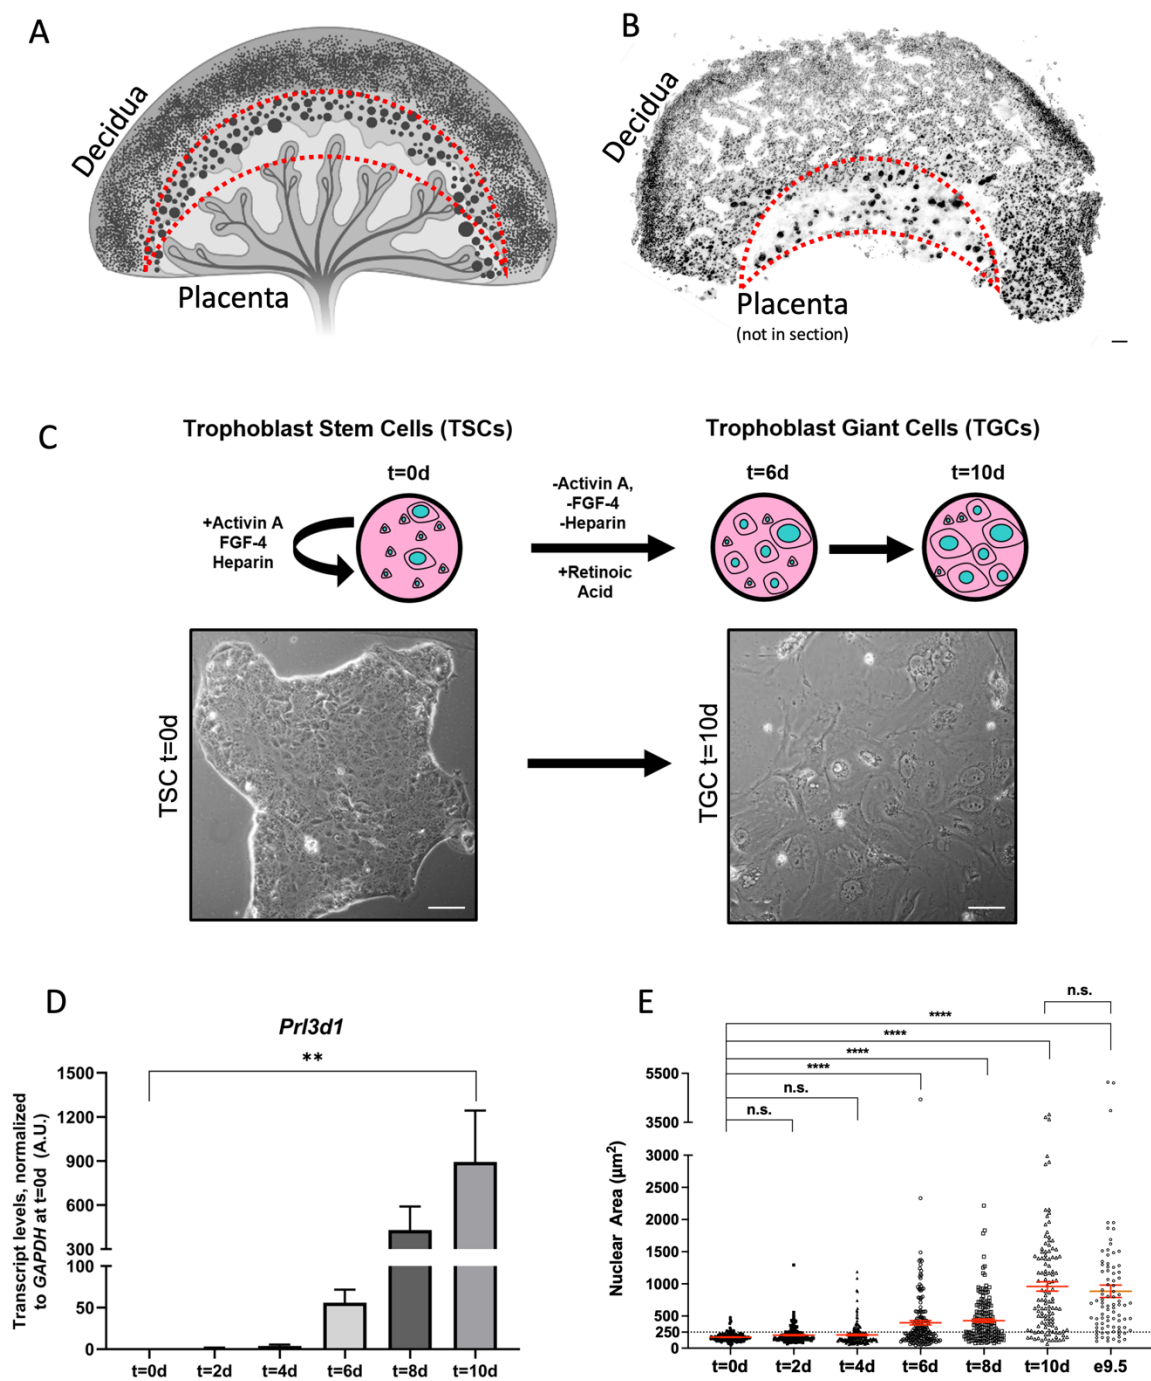 A
Decidua
Placenta
B
Decidua
Placenta
(not in section)
C
Trophoblast Stem Cells (TSCs)
Trophoblast Giant Cells (TGCs)
t=0d
+Activin A
FGF-4
Heparin
-Activin A,
-FGF-4
-Heparin
+Retinoic
Acid
t=6d
t=10d
TSC t=0d
TGC t=10d
D
Prl3d1
**
Transcript levels, normalized
to GAPDH at t=0d (A.U.)
1500
1200
900
600
300
100
50
0
t=0d
t=2d
t=4d
t=6d
t=8d
t=10d
E
n.s.
****
****
****
****
n.s.
n.s.
Nuclear Area (µm²)
5500
3500
3000
2500
2000
1500
1000
500
250
0
t=0d
t=2d
t=4d
t=6d
t=8d
t=10d
e9.5